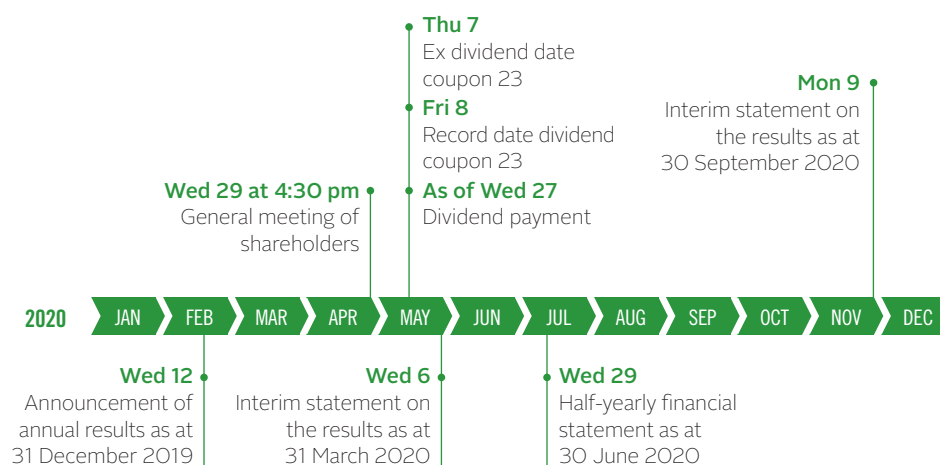 Thu 7
Ex dividend date
coupon 23
Fri 8
Record date dividend
coupon 23
As of Wed 27
Dividend payment
Mon 9
Interim statement on
the results as at
30 September 2020
Wed 29 at 4:30 pm
General meeting of
shareholders
2020 JAN FEB MAR APR MAY JUN JUL AUG SEP OCT NOV DEC
Wed 12
Announcement of
annual results as at
31 December 2019
Wed 6
Interim statement on
the results as at
31 March 2020
Wed 29
Half-yearly financial
statement as at
30 June 2020